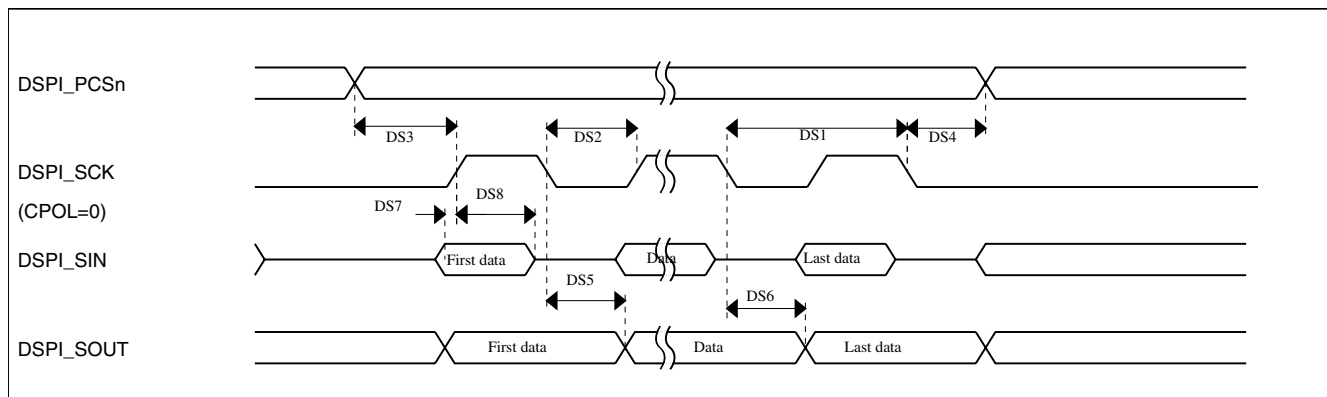 DSPI_PCSn
DS3
DS2
DS1
DS4
DSPI_SCK
(CPOL=0)
DS7
DS8
DSPI_SIN
First data
Data
Last data
DS5
DS6
DSPI_SOUT
First data
Data
Last data